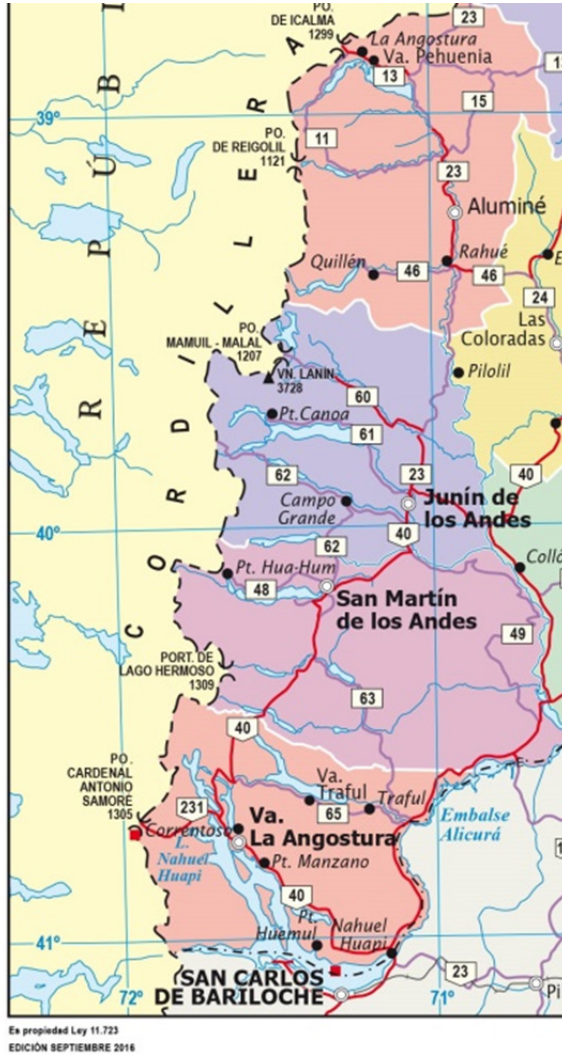 PO.
DE ICALMA
1299
23
La Angostura
Va. Pehuenia
13
15
39°
11
PO.
DE REIGOLIL
1121
23
Aluminé
Rahué
Quillén
46
46
24
Las
Coloradas
PO.
MAMUIL - MALAL
1207
VN. LANIN
3728
Pilolil
60
Pt. Canoa
61
62
23
40
Campo
Grande
Junín de
los Andes
40°
40
62
Pt. Hua-Hum
48
San Martín
de los Andes
49
PORT. DE
LAGO HERMOSO
1309
63
40
PO.
CARDENAL
ANTONIO
SAMORE
1305
231
Va.
Traful
65
Traful
Embalse
Alicurá
Correntoso
Va.
La Angostura
L.
Nahuel
Huapi
Pt. Manzano
40
Pt.
Huemul
Nahuel
Huapi
41°
SAN CARLOS
DE BARILOCHE
23
72°
71°
REPÚB
CORDILLERA
Es propiedad Ley 11.723
EDICIÓN SEPTIEMBRE 2016